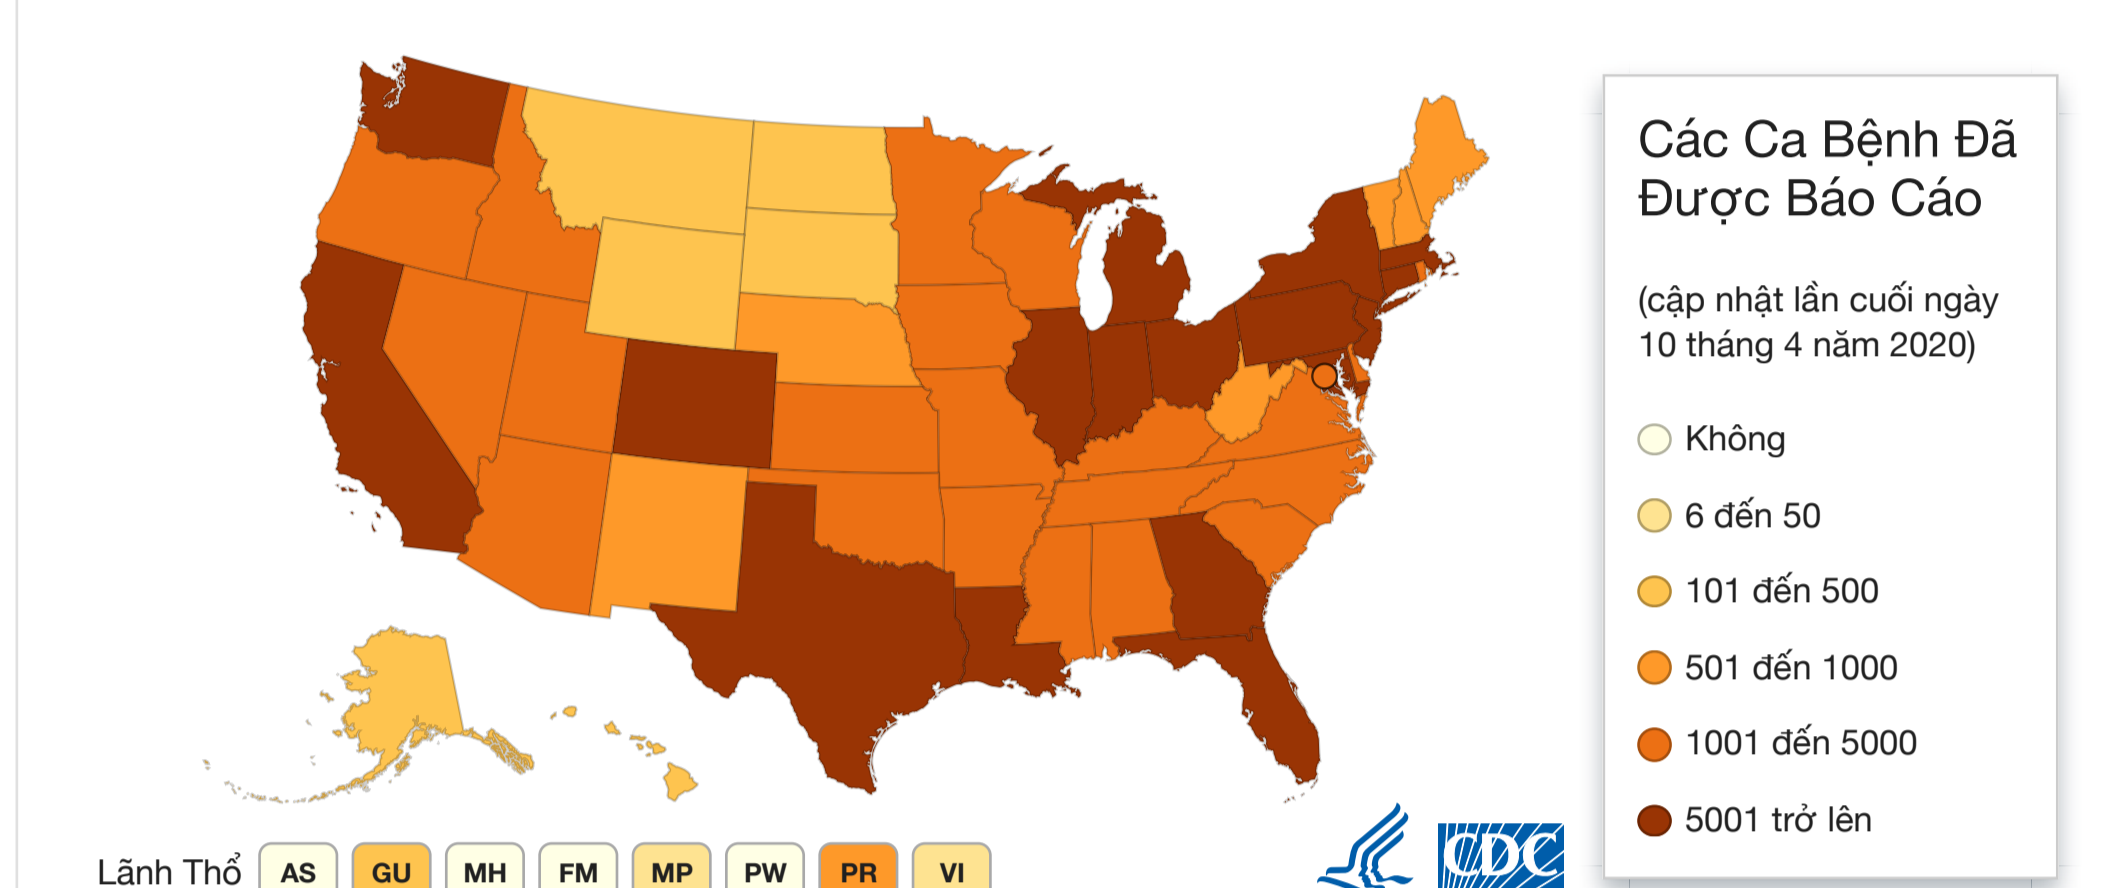 Các Ca Bệnh Đã
Được Báo Cáo
(cập nhật lần cuối ngày
10 tháng 4 năm 2020)
Không
6 đến 50
101 đến 500
501 đến 1000
1001 đến 5000
5001 trở lên
Lãnh Thổ AS GU MH FM MP PW PR VI
CDC